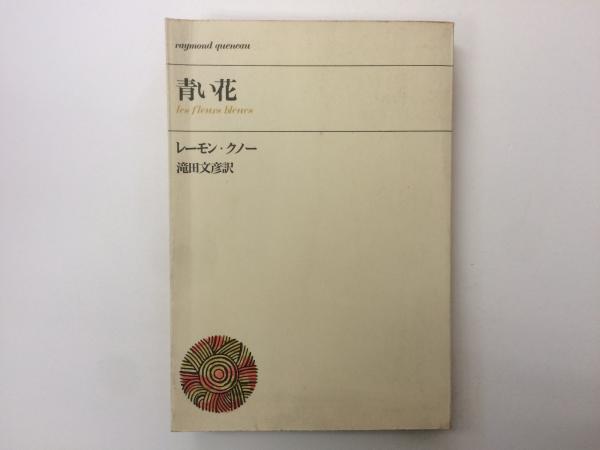 raymond queneau
青い花
les fleurs bleues
レーモン・クノー
滝田文彦訳